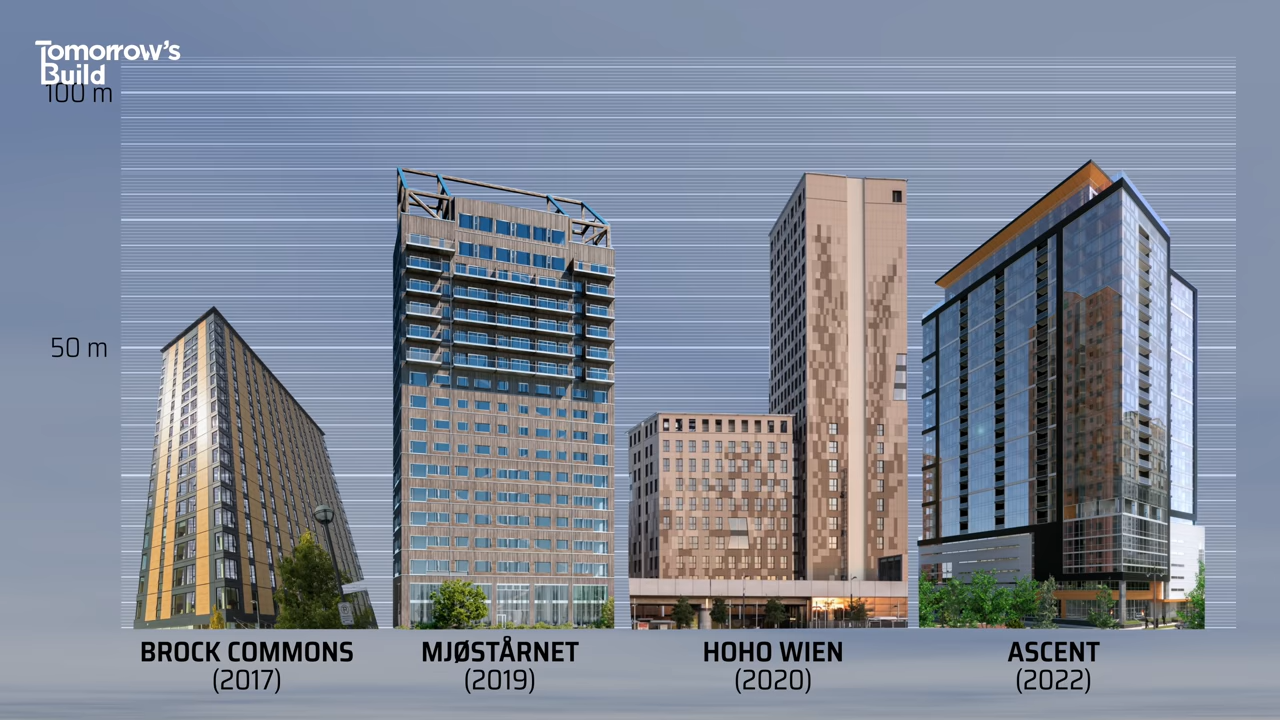 Tomorrow's
Build
100 m
50 m
BROCK COMMONS
(2017)
MJØSTÅRNET
(2019)
HOHO WIEN
(2020)
ASCENT
(2022)